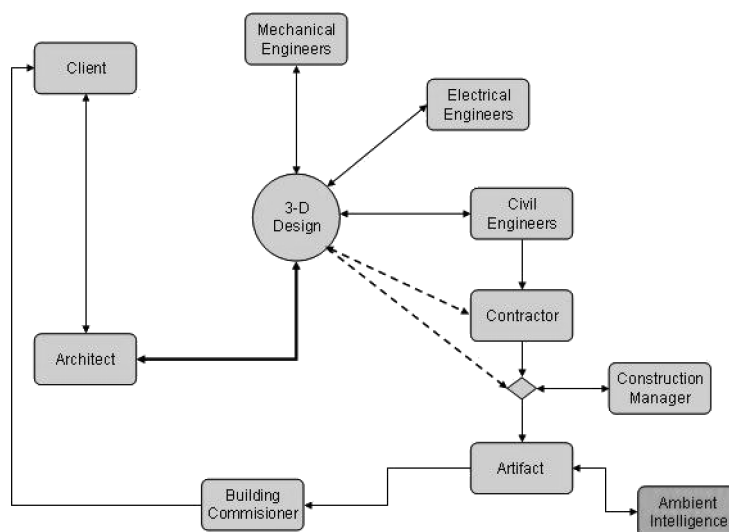 Mechanical
Engineers
Client
Electrical
Engineers
3-D
Design
Civil
Engineers
Contractor
Architect
Construction
Manager
Artifact
Building
Commisioner
Ambient
Intelligence